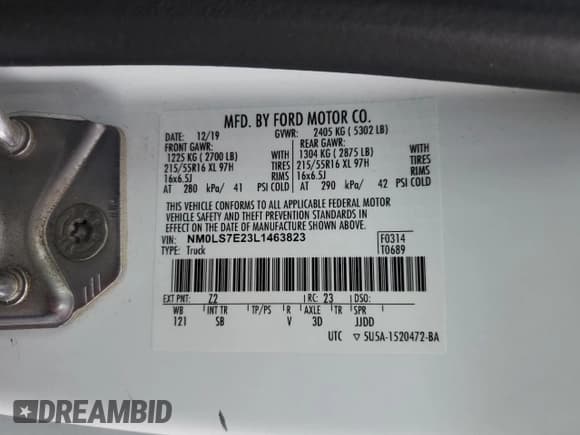 MFD. BY FORD MOTOR CO.
DATE: 12/19 GVWR: 2405 KG ( 5302 LB)
FRONT GAWR: REAR GAWR:
1225 KG ( 2700 LB) 1304 KG ( 2875 LB)
215/55R16 XL 97H TIRES 215/55R16 XL 97H TIRES
16x6.5J RIMS 16x6.5J RIMS
AT 280 kPa/ 41 PSI COLD AT 290 kPa/ 42 PSI COLD
THIS VEHICLE CONFORMS TO ALL APPLICABLE FEDERAL MOTOR
VEHICLE SAFETY AND THEFT PREVENTION STANDARDS IN
EFFECT ON THE DATE OF MANUFACTURE SHOWN ABOVE.
VIN: NM0LS7E23L1463823 F0314
TYPE: Truck T0689
EXT PNT: Z2 RC: 23 DSO:
WB INT TR TP/PS R AXLE TR SPR
121 SB V 3D JJDD
UTC ▽ 5U5A-1520472-BA
DREAMBID